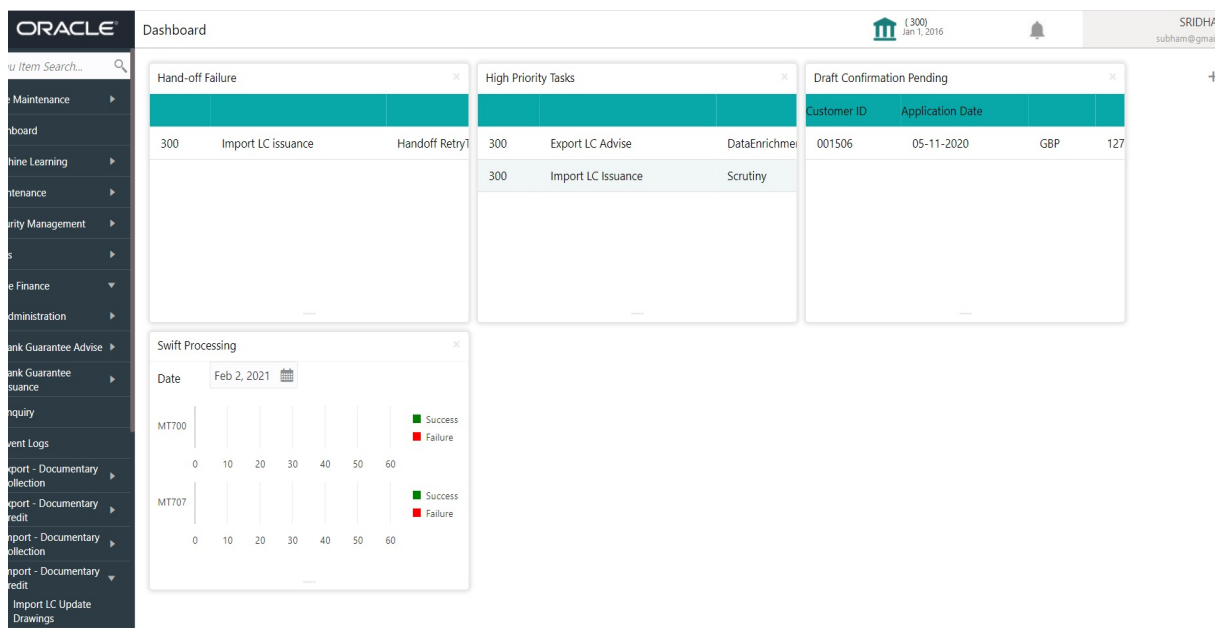 ORACLE
Dashboard
( 300)
Jan 1, 2016
SRIDHA
subham@gmai
u Item Search...
e Maintenance
nboard
hine Learning
ntenance
urity Management
s
e Finance
dministration
ank Guarantee Advise
ank Guarantee
suance
nquiry
vent Logs
xport - Documentary
ollection
xport - Documentary
redit
mport - Documentary
ollection
mport - Documentary
redit
Import LC Update
Drawings
Hand-off Failure
300 Import LC issuance Handoff RetryT
High Priority Tasks
300 Export LC Advise DataEnrichmen
300 Import LC Issuance Scrutiny
Draft Confirmation Pending
Customer ID Application Date
001506 05-11-2020 GBP 127
Swift Processing
Date Feb 2, 2021
MT700
Success
Failure
0 10 20 30 40 50 60
MT707
Success
Failure
0 10 20 30 40 50 60